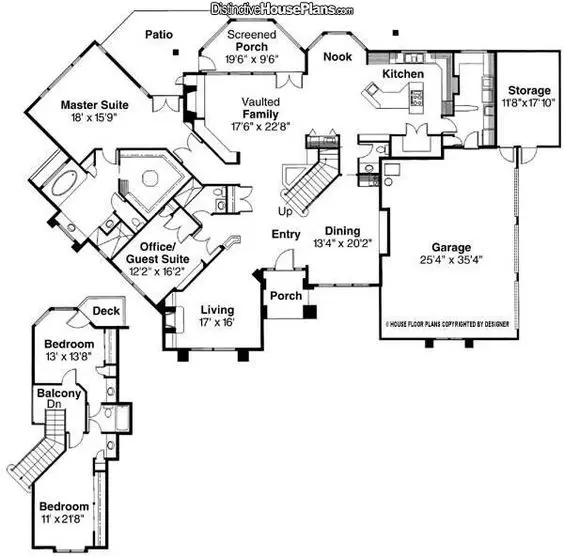 DistinctiveHousePlans.com
Patio
Screened
Porch
19'6" x 9'6"
Nook
Kitchen
Storage
11'8"x 17'10"
Master Suite
18' x 15'9"
Vaulted
Family
17'6" x 22'8"
Up
Dining
13'4" x 20'2"
Entry
Garage
25'4" x 35'4"
Office/
Guest Suite
12'2" x 16'2"
Living
17' x 16'
Porch
© HOUSE FLOOR PLANS COPYRIGHTED BY DESIGNER
Deck
Bedroom
13' x 13'8"
Balcony
Dn
Bedroom
11' x 21'8"